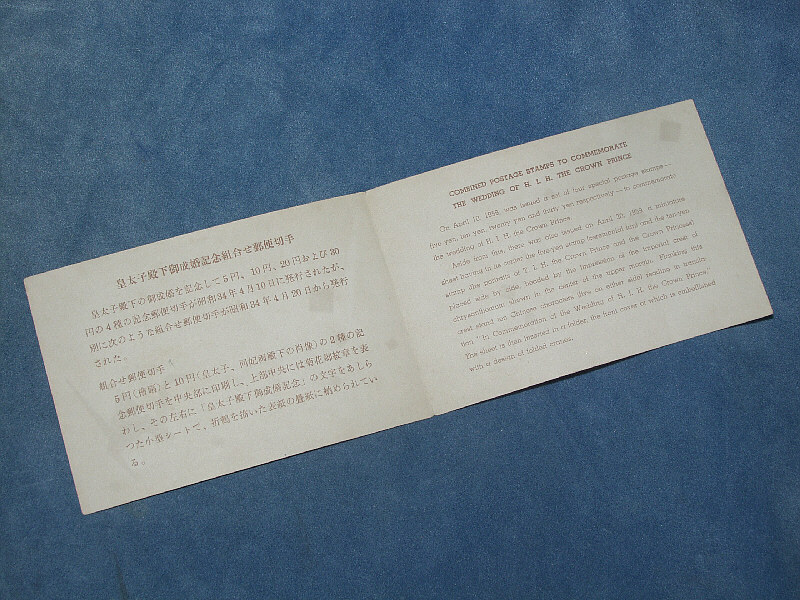 皇太子殿下御成婚記念組合せ郵便切手
皇太子殿下の御成婚を記念して5円、10円、20円および30
円の4種の記念郵便切手が昭和34年4月10日に発行されたが、
別に次のような組合せ郵便切手が昭和34年4月20日から発行
された。
組合せ郵便切手
5円(桧扇)と10円(皇太子、同妃両殿下の肖像)の2種の記
念郵便切手を中央部に印刷し、上部中央には菊花御紋章を表
わし、その左右に「皇太子殿下御成婚記念」の文字をあしら
った小型シートで、折鶴を描いた表紙の畳紙に納められてい
る。
COMBINED POSTAGE STAMPS TO COMMEMORATE
THE WEDDING OF H. I. H. THE CROWN PRINCE
On April 10, 1959, was issued a set of four special postage stamps—
five yen, ten yen, twenty yen and thirty yen respectively—to commemorate
the wedding of H. I. H. the Crown Prince.
Aside from this, there was also issued on April 20, 1959 a miniature
sheet having to its center the five-yen stamp (ceremonial fan) and the ten-yen
stamp (the portraits of T. I. H. the Crown Prince and the Crown Princess)
placed side by side, headed by the impression of the imperial crest of
chrysanthemum shown in the center of the upper margin. Flanking this
crest stand six Chinese characters five on either side) reading in transla-
tion " In Commemoration of the Wedding of H. I. H. the Crown Prince."
The sheet is then inserted in a folder, the front cover of which is embellished
with a design of folded cranes.